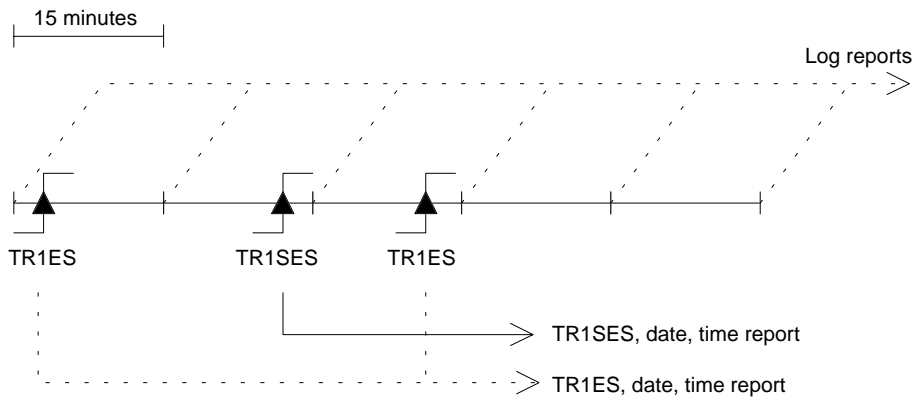 15 minutes
Log reports
TR1ES
TR1SES
TR1ES
TR1SES, date, time report
TR1ES, date, time report